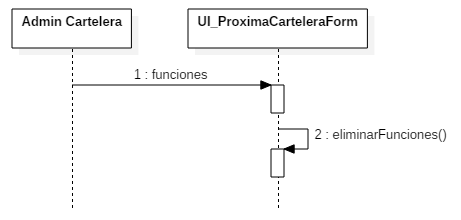 Admin Cartelera
UI_ProximaCarteleraForm
1 : funciones
2 : eliminarFunciones()